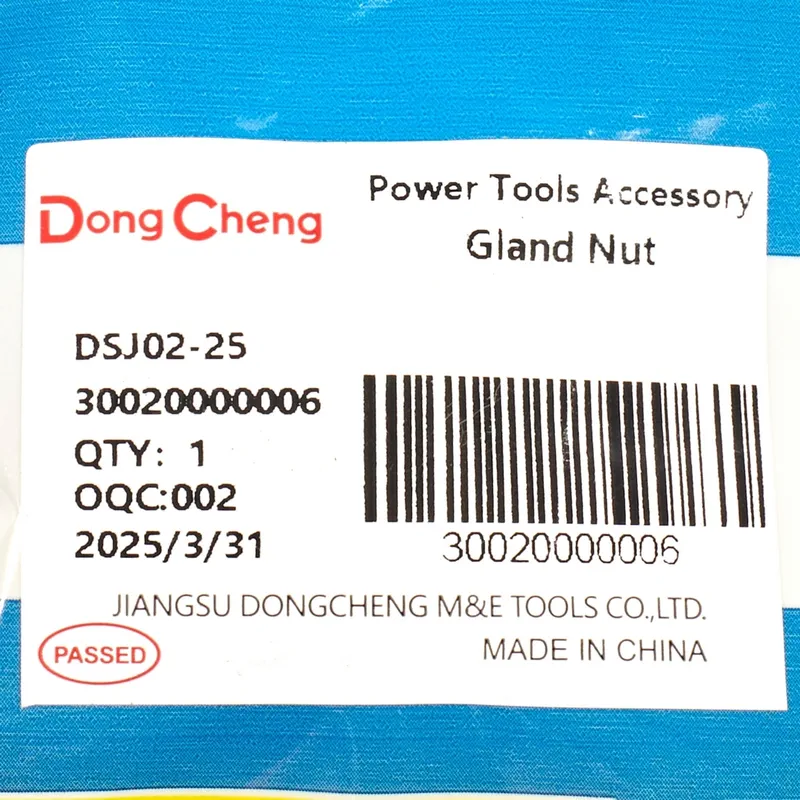 Dong Cheng
Power Tools Accessory
Gland Nut
DSJ02-25
30020000006
QTY: 1
OQC:002
2025/3/31
30020000006
JIANGSU DONGCHENG M&E TOOLS CO.,LTD.
PASSED
MADE IN CHINA